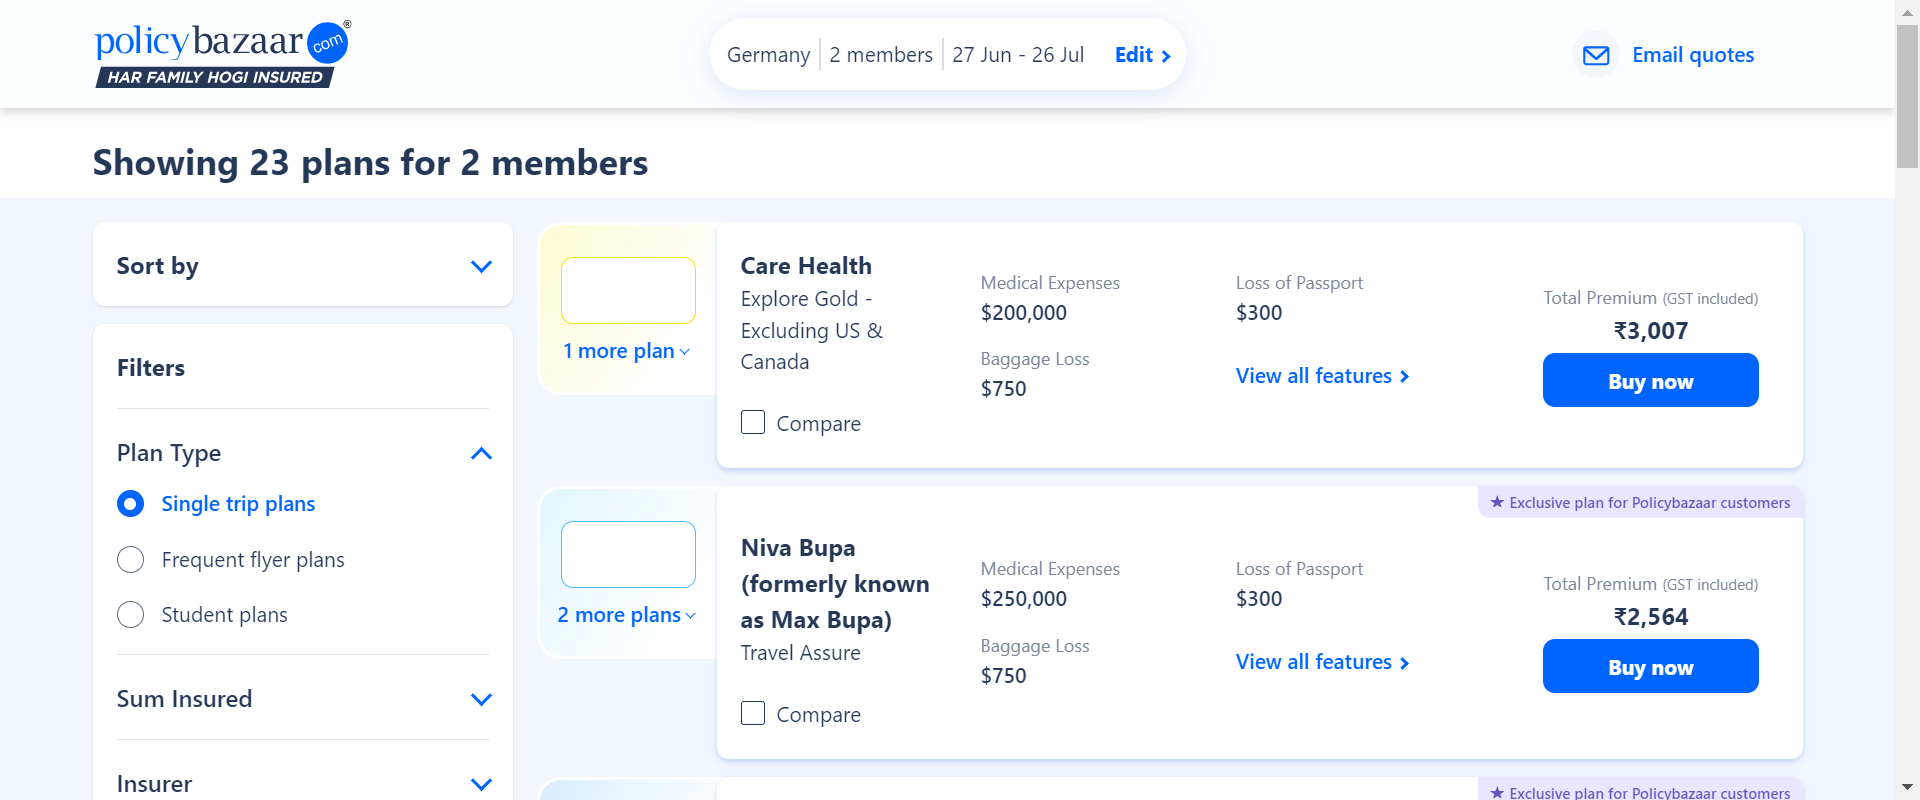 policybazaar com ®
HAR FAMILY HOGI INSURED
Germany 2 members 27 Jun - 26 Jul Edit
Email quotes
Showing 23 plans for 2 members
Sort by
Filters
Plan Type
Single trip plans
Frequent flyer plans
Student plans
Sum Insured
Insurer
1 more plan
Care Health
Explore Gold -
Excluding US &
Canada
Compare
Medical Expenses
$200,000
Baggage Loss
$750
Loss of Passport
$300
View all features
Total Premium (GST included)
₹3,007
Buy now
Exclusive plan for Policybazaar customers
2 more plans
Niva Bupa
(formerly known
as Max Bupa)
Travel Assure
Compare
Medical Expenses
$250,000
Baggage Loss
$750
Loss of Passport
$300
View all features
Total Premium (GST included)
₹2,564
Buy now
Exclusive plan for Policybazaar customers